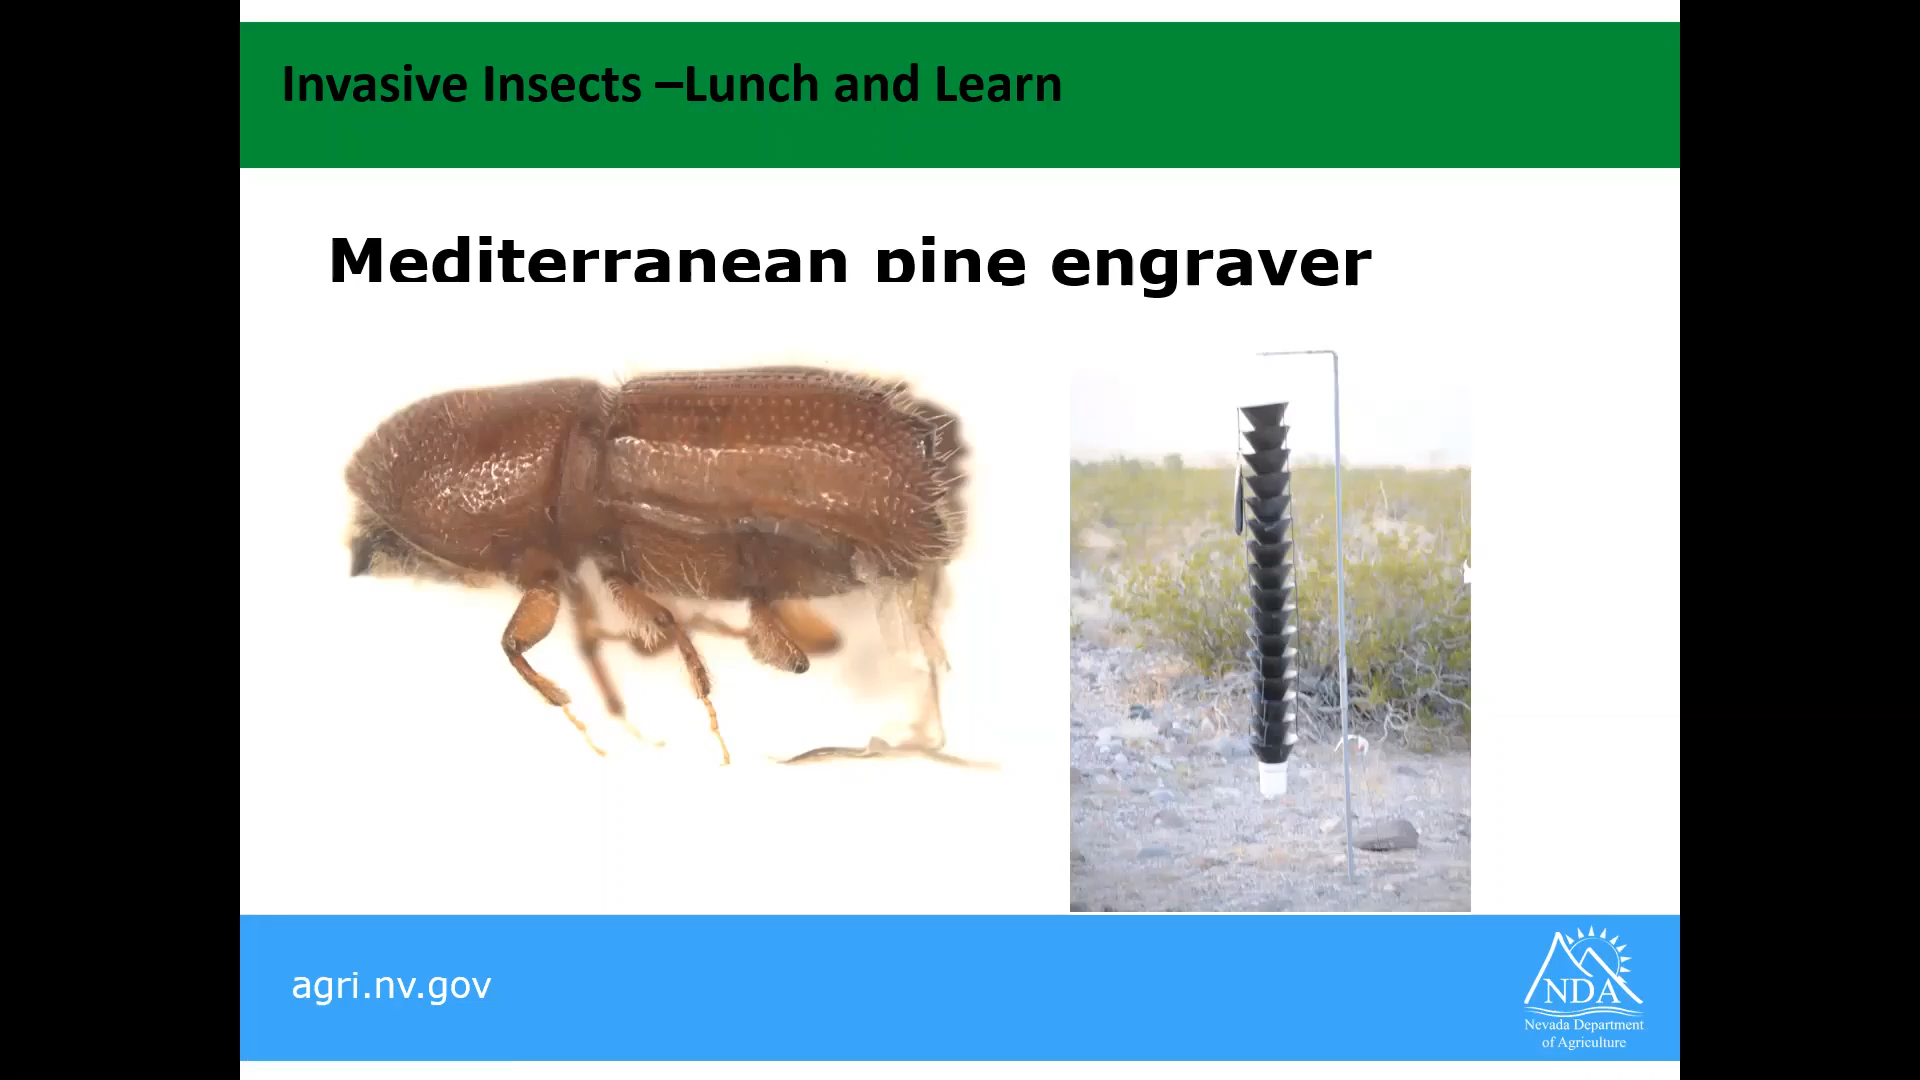 Invasive Insects –Lunch and Learn
Mediterranean pine engraver
agri.nv.gov
NDA
Nevada Department
of Agriculture